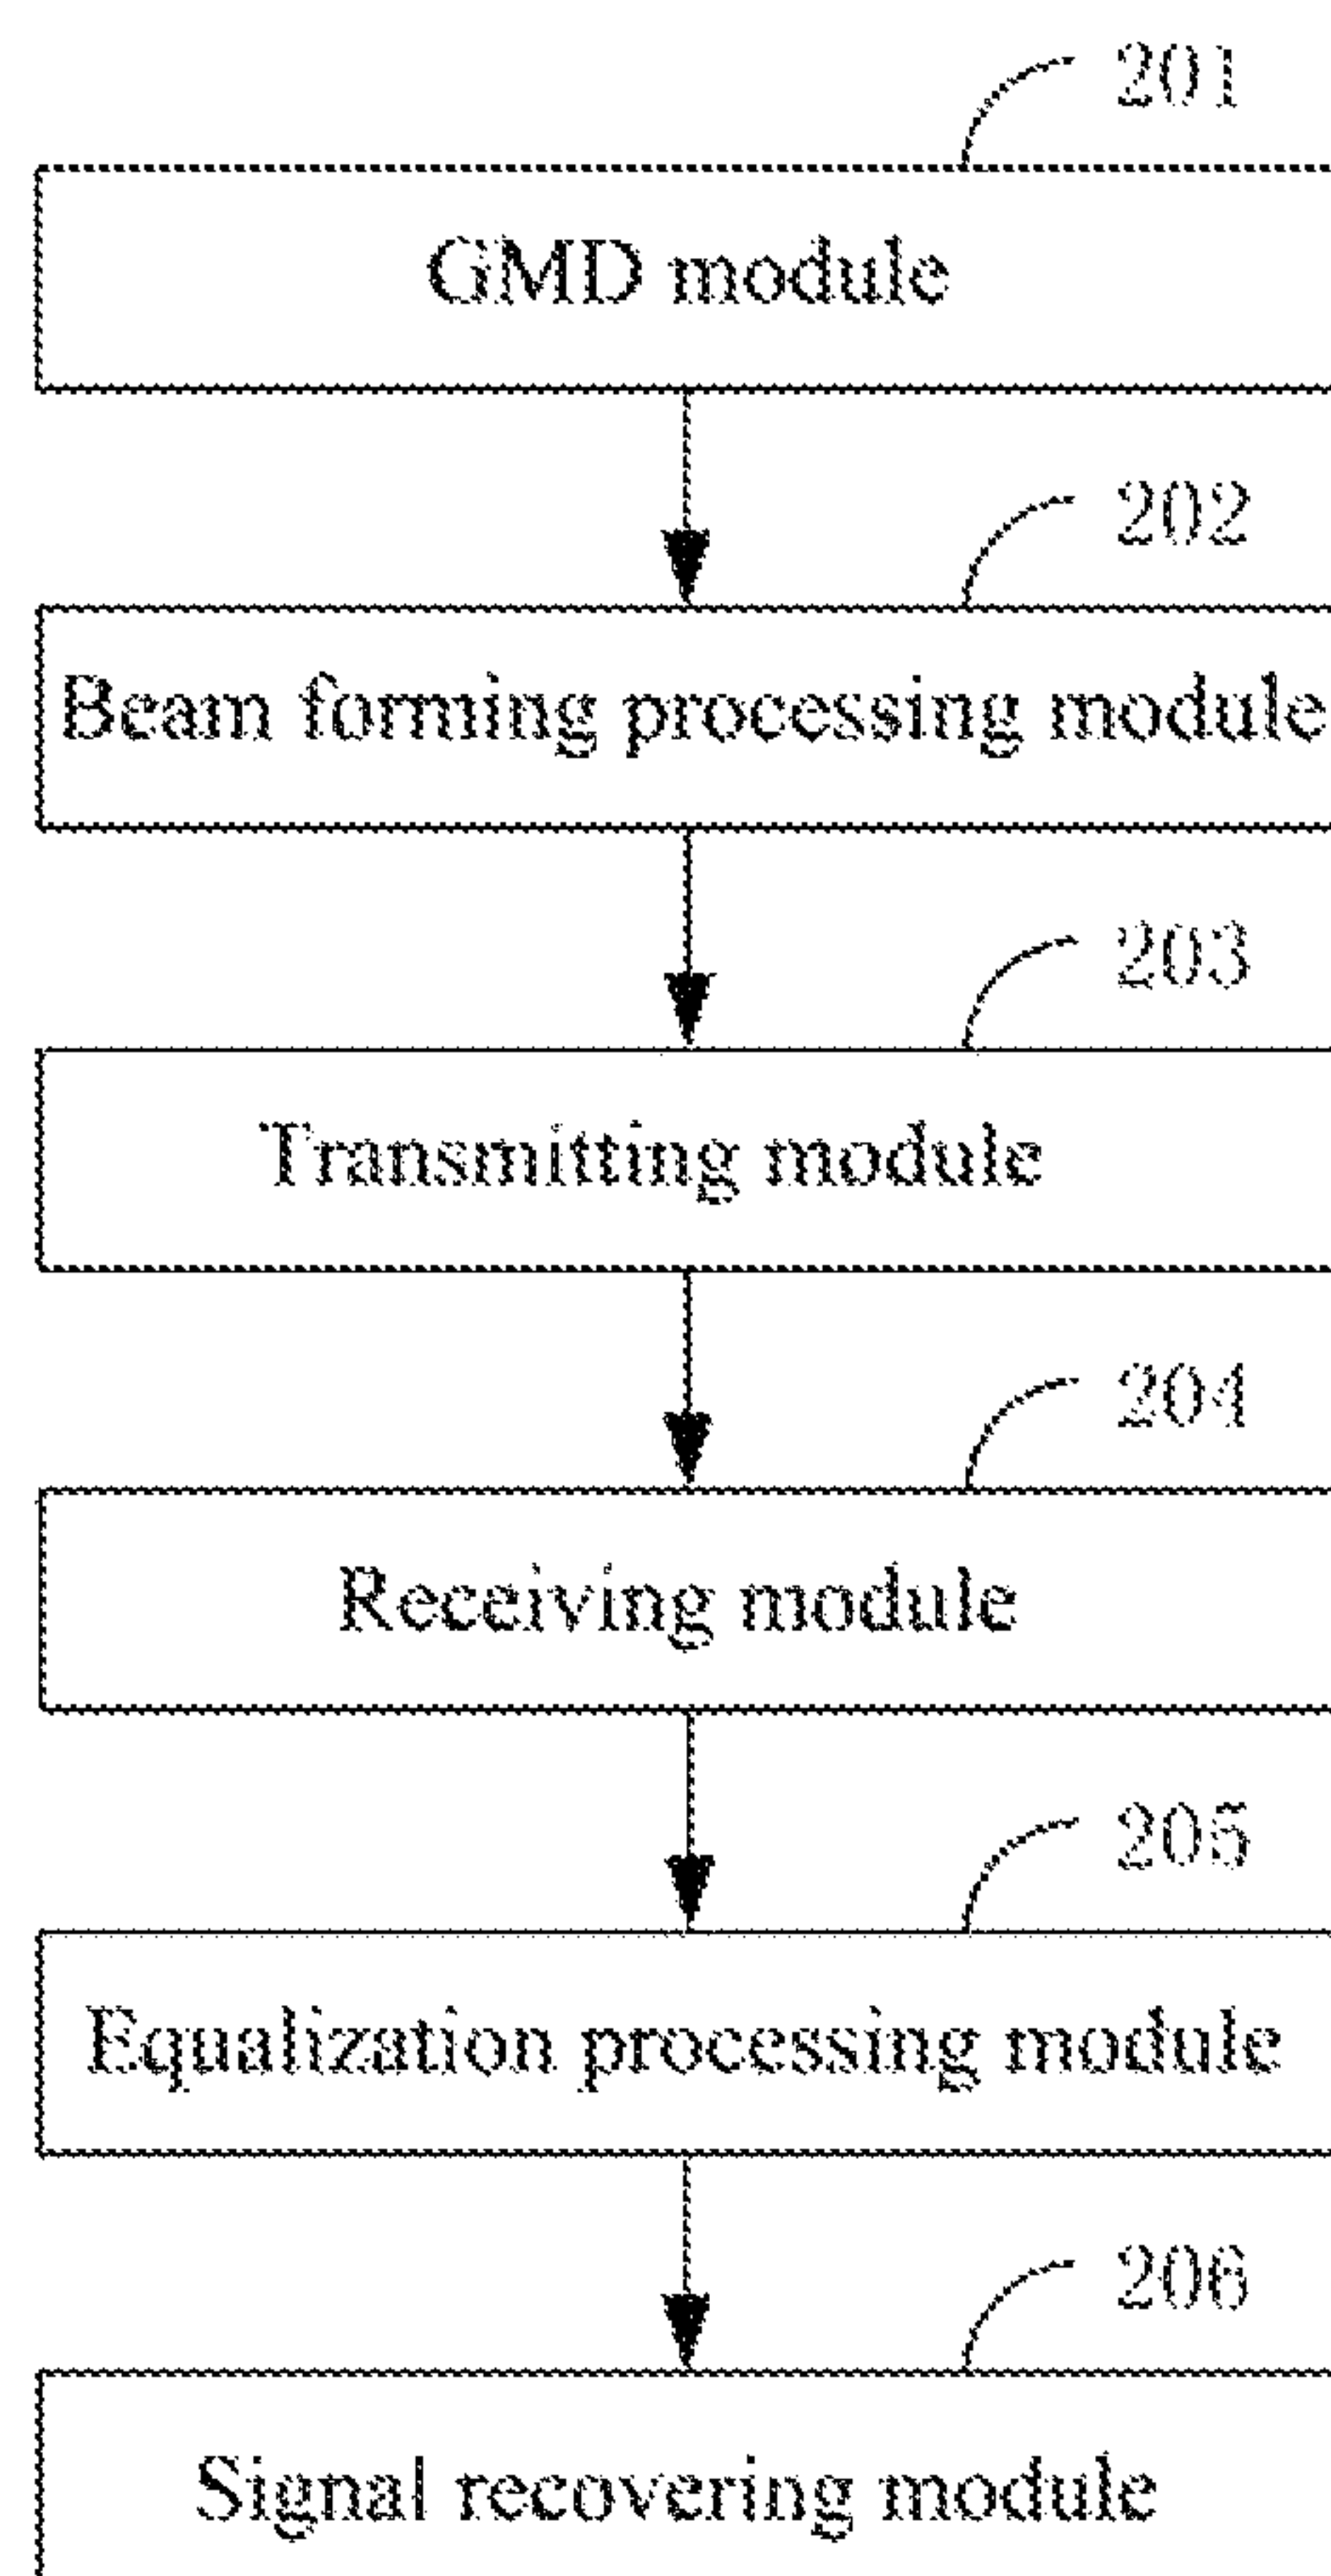 201
GMD module
202
Beam forming processing module
203
Transmitting module
204
Receiving module
205
Equalization processing module
206
Signal recovering module